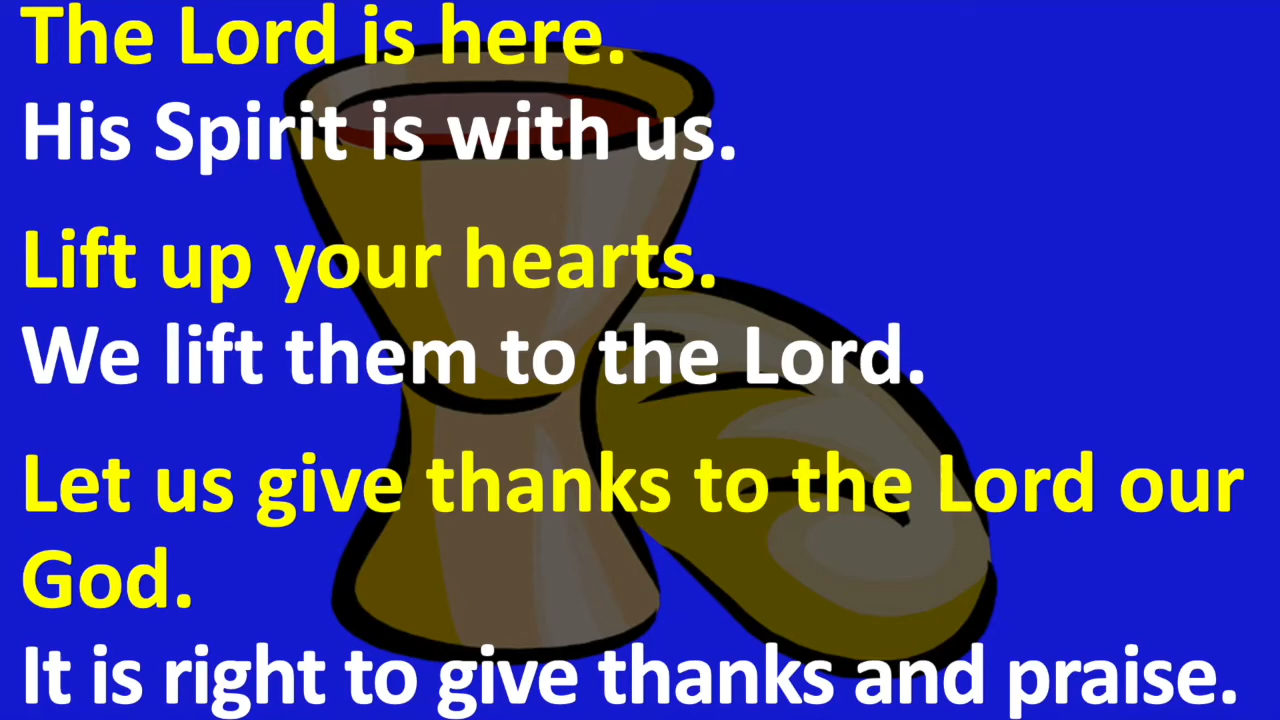 The Lord is here.
His Spirit is with us.
Lift up your hearts.
We lift them to the Lord.
Let us give thanks to the Lord our
God.
It is right to give thanks and praise.